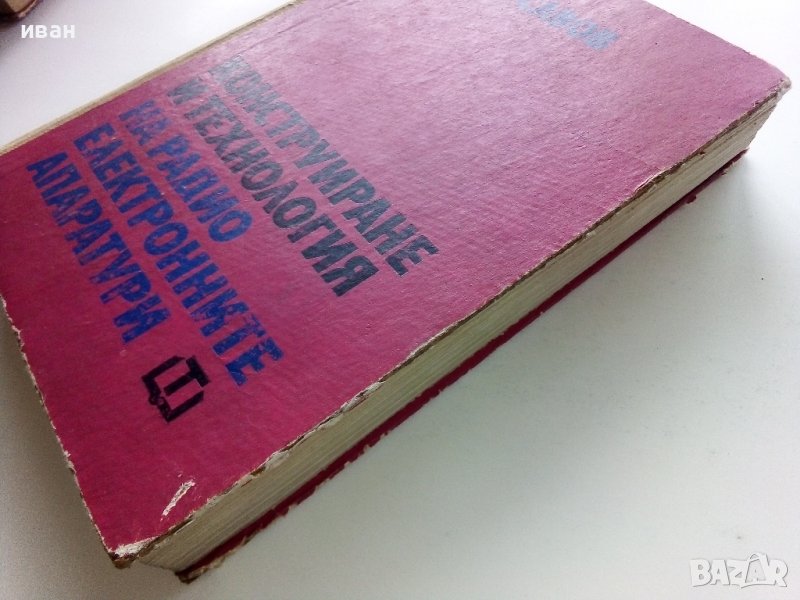 иван
КОНСТРУИРАНЕ
И ТЕХНОЛОГИЯ
НА РАДИО
ЕЛЕКТРОННИТЕ
АПАРАТУРИ
BAZAR